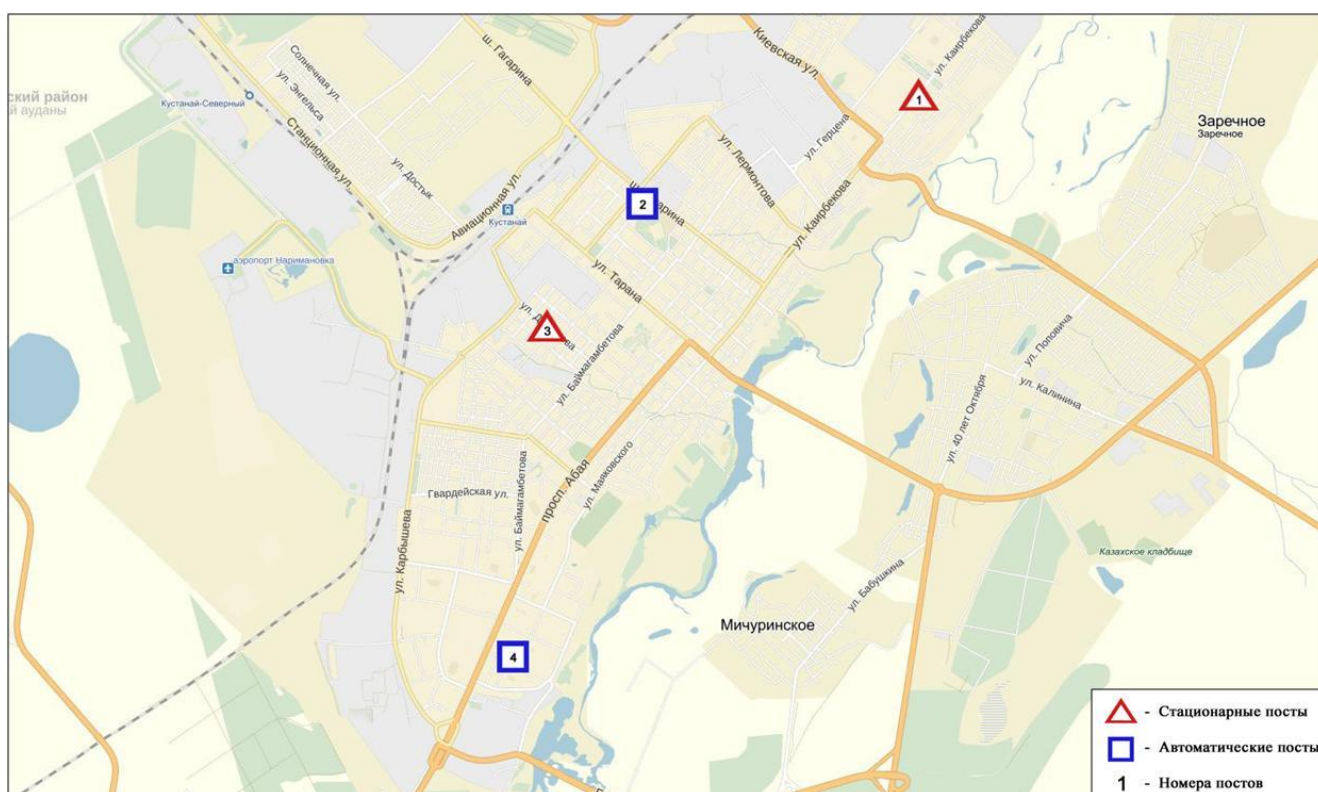 ский район
й ауданы
Кустанай-Северный
Солнечная ул.
ул. Энгельса
Станционная ул.
ул. Достык
Авиационная ул.
Кустанай
аэропорт Наримановка
ш. Гагарина
2
ул. Лермонтова
ул. Герцена
Киевская ул.
ул. Каирбекова
1
ул. Каирбекова
Заречное
Заречное
ул. Тарана
3
ул. Баймагамбетова
ул. Поповича
ул. Калинина
ул. 40 лет Октября
Гвардейская ул.
ул. Баймагамбетова
просп. Абая
ул. Маяковского
ул. Карбышева
Казахское кладбище
ул. Бабушкина
Мичуринское
4
- Стационарные посты
- Автоматические посты
1 - Номера постов